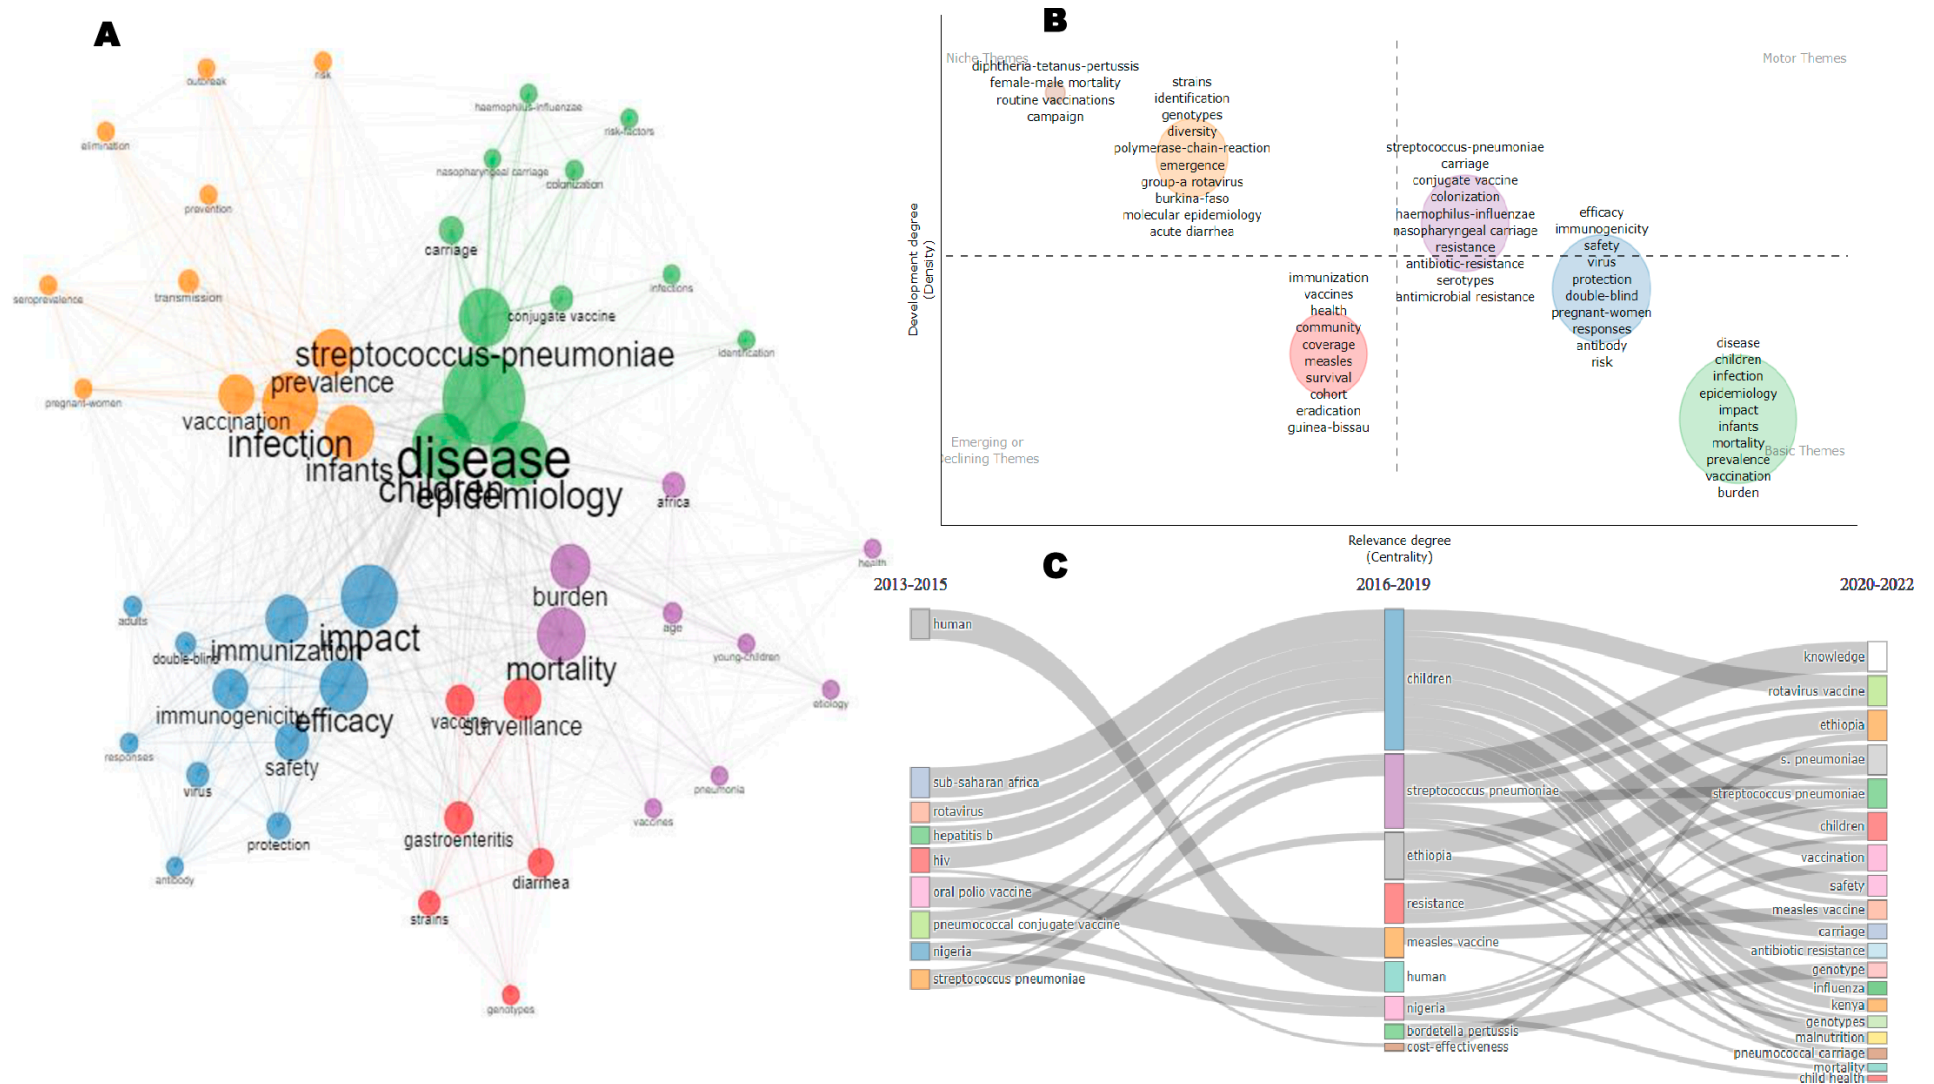 A
outbreak
risk
haemophilus-influenzae
risk-factors
elimination
nasopharyngeal carriage
colonization
prevention
carriage
seroprevalence
transmission
infections
conjugate vaccine
identification
streptococcus-pneumoniae
prevalence
pregnant-women
vaccination
infection
infants
disease
children
epidemiology
africa
health
burden
adults
age
impact
immunization
double-blind
young-children
mortality
etiology
immunogenicity
efficacy
vaccine
surveillance
responses
safety
virus
pneumonia
vaccines
protection
gastroenteritis
antibody
diarrhea
strains
genotypes
B
Niche Themes
Motor Themes
diphtheria-tetanus-pertussis
female-male mortality
routine vaccinations
campaign
strains
identification
genotypes
diversity
polymerase-chain-reaction
emergence
group-a rotavirus
burkina-faso
molecular epidemiology
acute diarrhea
streptococcus-pneumoniae
carriage
conjugate vaccine
colonization
haemophilus-influenzae
nasopharyngeal carriage
resistance
antibiotic-resistance
serotypes
antimicrobial resistance
efficacy
immunogenicity
safety
virus
protection
double-blind
pregnant-women
responses
antibody
risk
immunization
vaccines
health
community
coverage
measles
survival
cohort
eradication
guinea-bissau
disease
children
infection
epidemiology
impact
infants
mortality
prevalence
vaccination
burden
Emerging or
Declining Themes
Basic Themes
Development degree
(Density)
Relevance degree
(Centrality)
C
2013-2015
2016-2019
2020-2022
human
sub-saharan africa
rotavirus
hepatitis b
hiv
oral polio vaccine
pneumococcal conjugate vaccine
nigeria
streptococcus pneumoniae
children
streptococcus pneumoniae
ethiopia
resistance
measles vaccine
human
nigeria
bordetella pertussis
cost-effectiveness
knowledge
rotavirus vaccine
ethiopia
s. pneumoniae
streptococcus pneumoniae
children
vaccination
safety
measles vaccine
carriage
antibiotic resistance
genotype
influenza
kenya
genotypes
malnutrition
pneumococcal carriage
mortality
child health